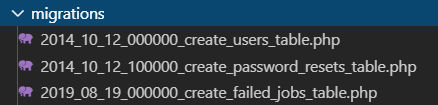 migrations
2014_10_12_000000_create_users_table.php
2014_10_12_100000_create_password_resets_table.php
2019_08_19_000000_create_failed_jobs_table.php